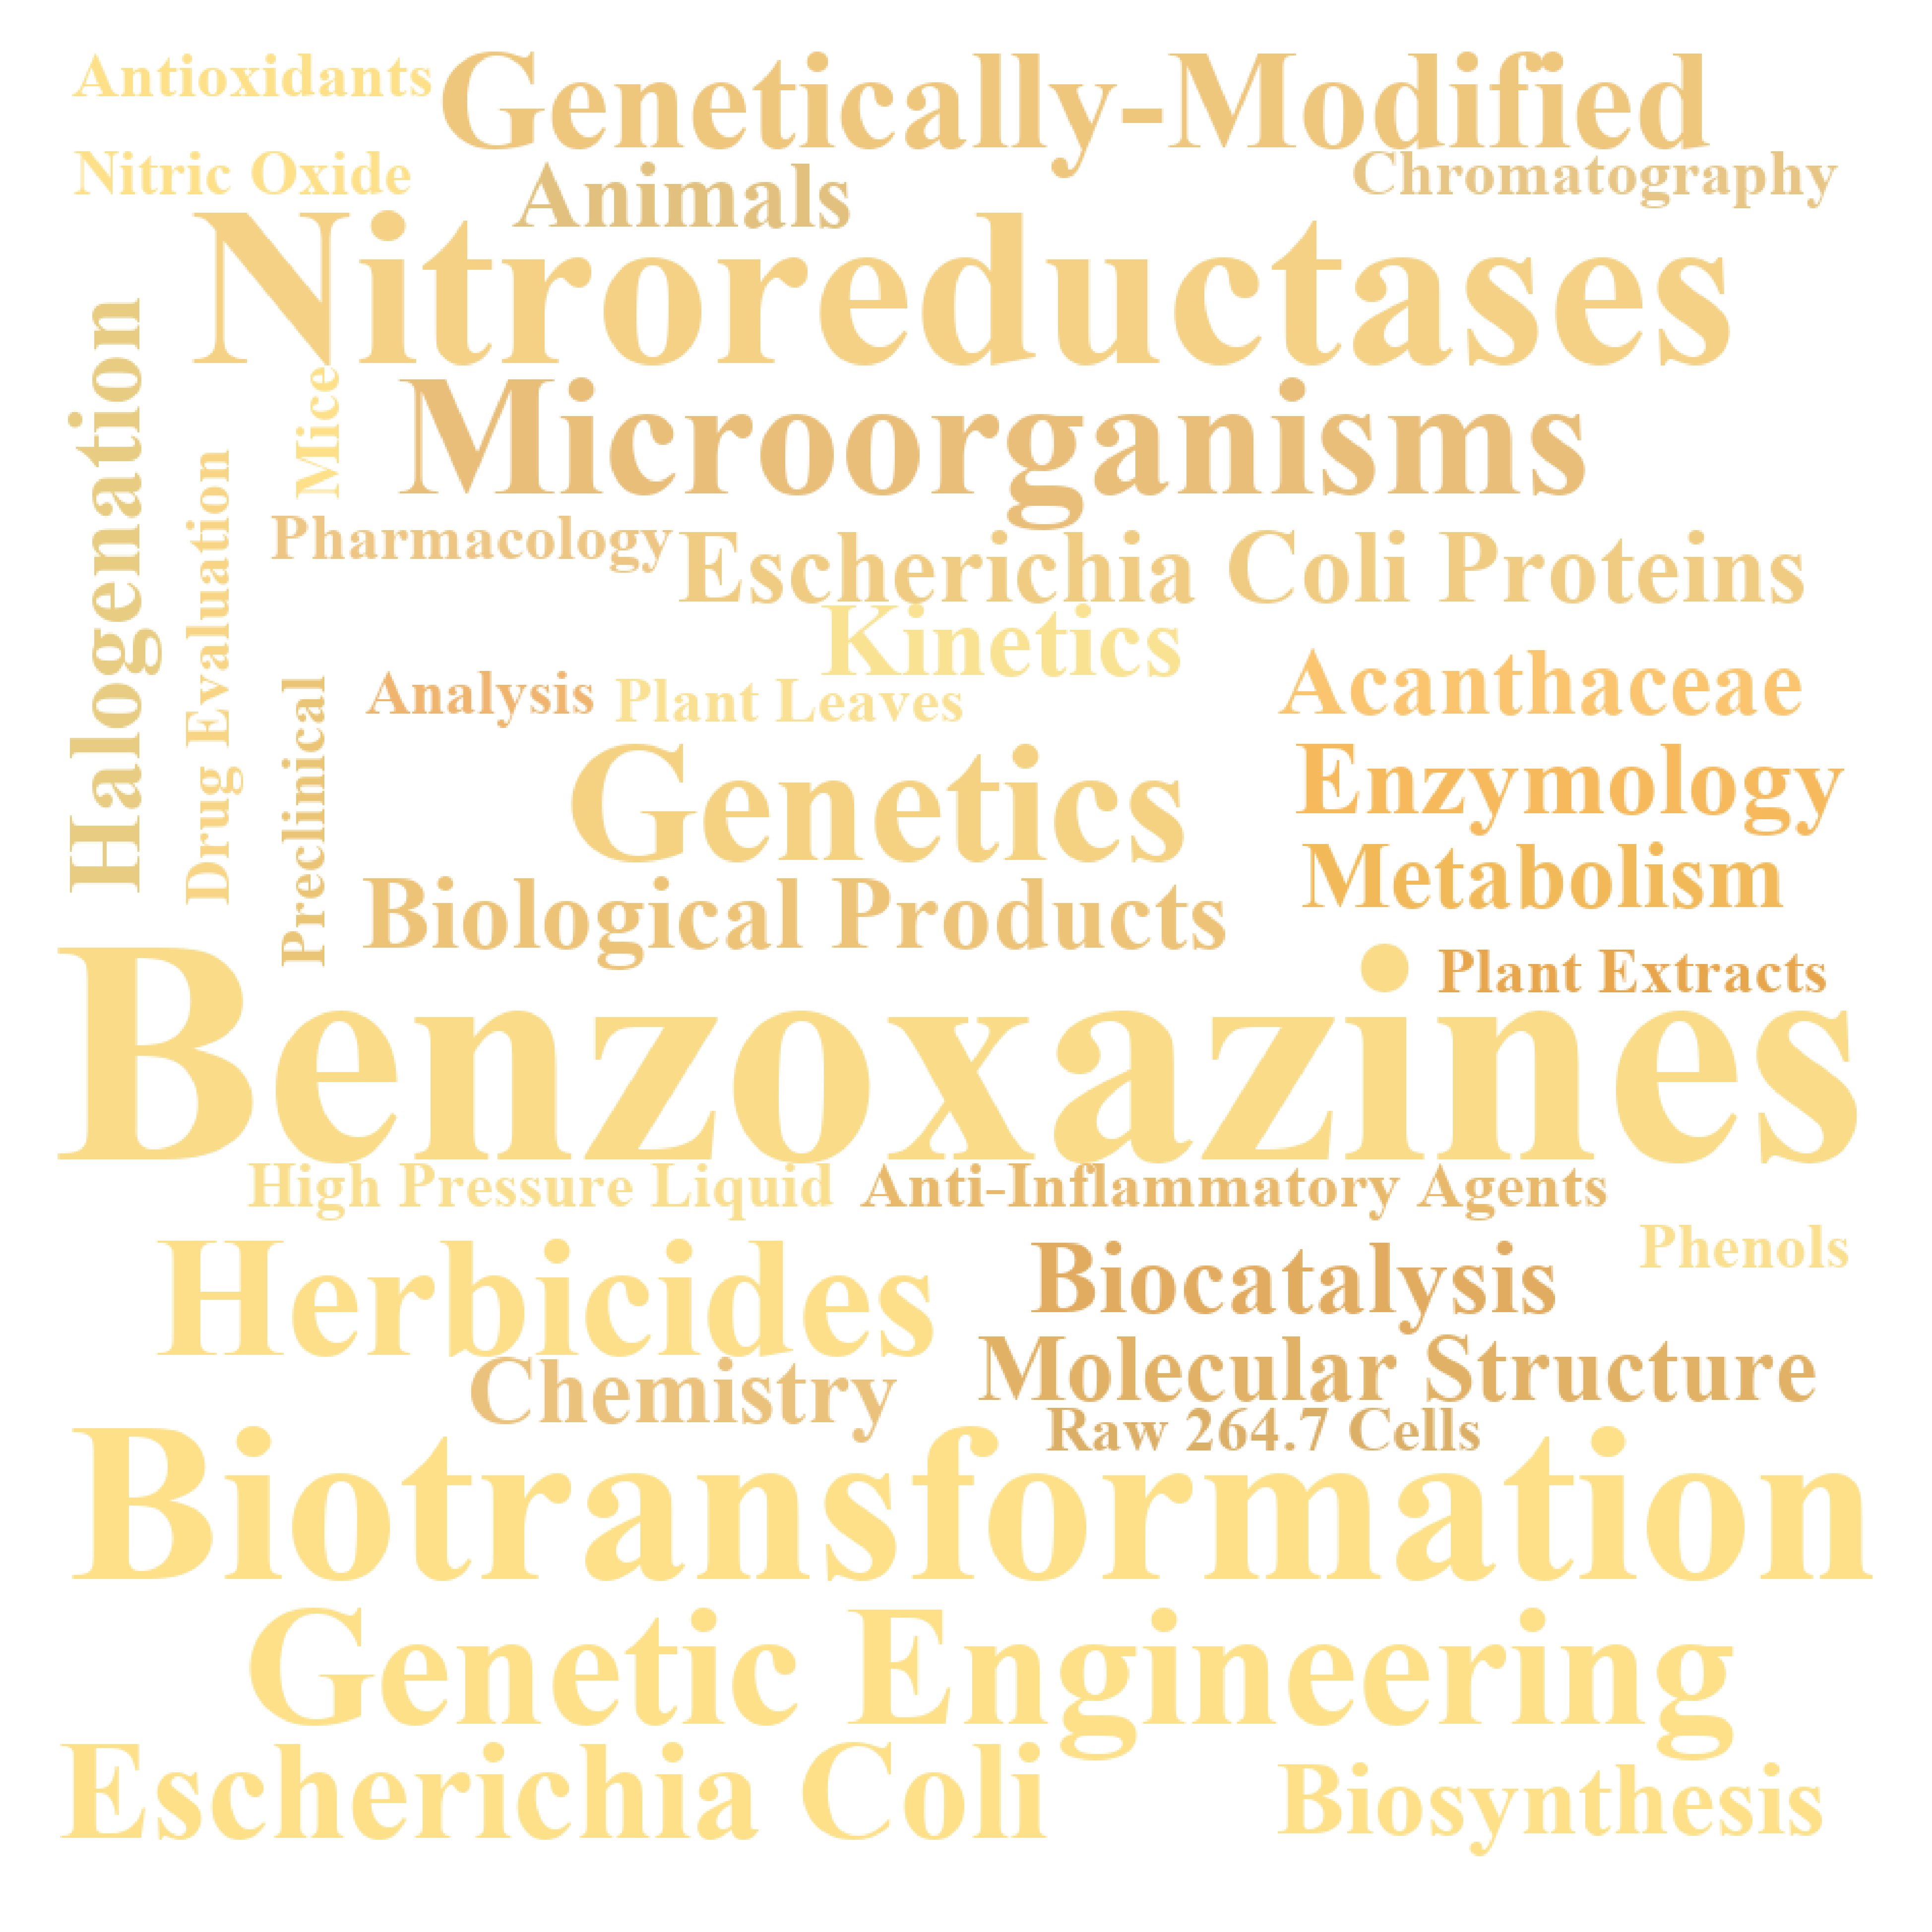 Antioxidants
Genetically-Modified
Nitric Oxide
Animals
Chromatography
Nitroreductases
Halogenation
Mice
Microorganisms
Drug Evaluation
Pharmacology
Escherichia Coli Proteins
Kinetics
Preclinical
Analysis
Plant Leaves
Acanthaceae
Genetics
Enzymology
Metabolism
Biological Products
Benzoxazines
Plant Extracts
High Pressure Liquid
Anti-Inflammatory Agents
Herbicides
Biocatalysis
Phenols
Chemistry
Molecular Structure
Raw 264.7 Cells
Biotransformation
Genetic Engineering
Escherichia Coli
Biosynthesis